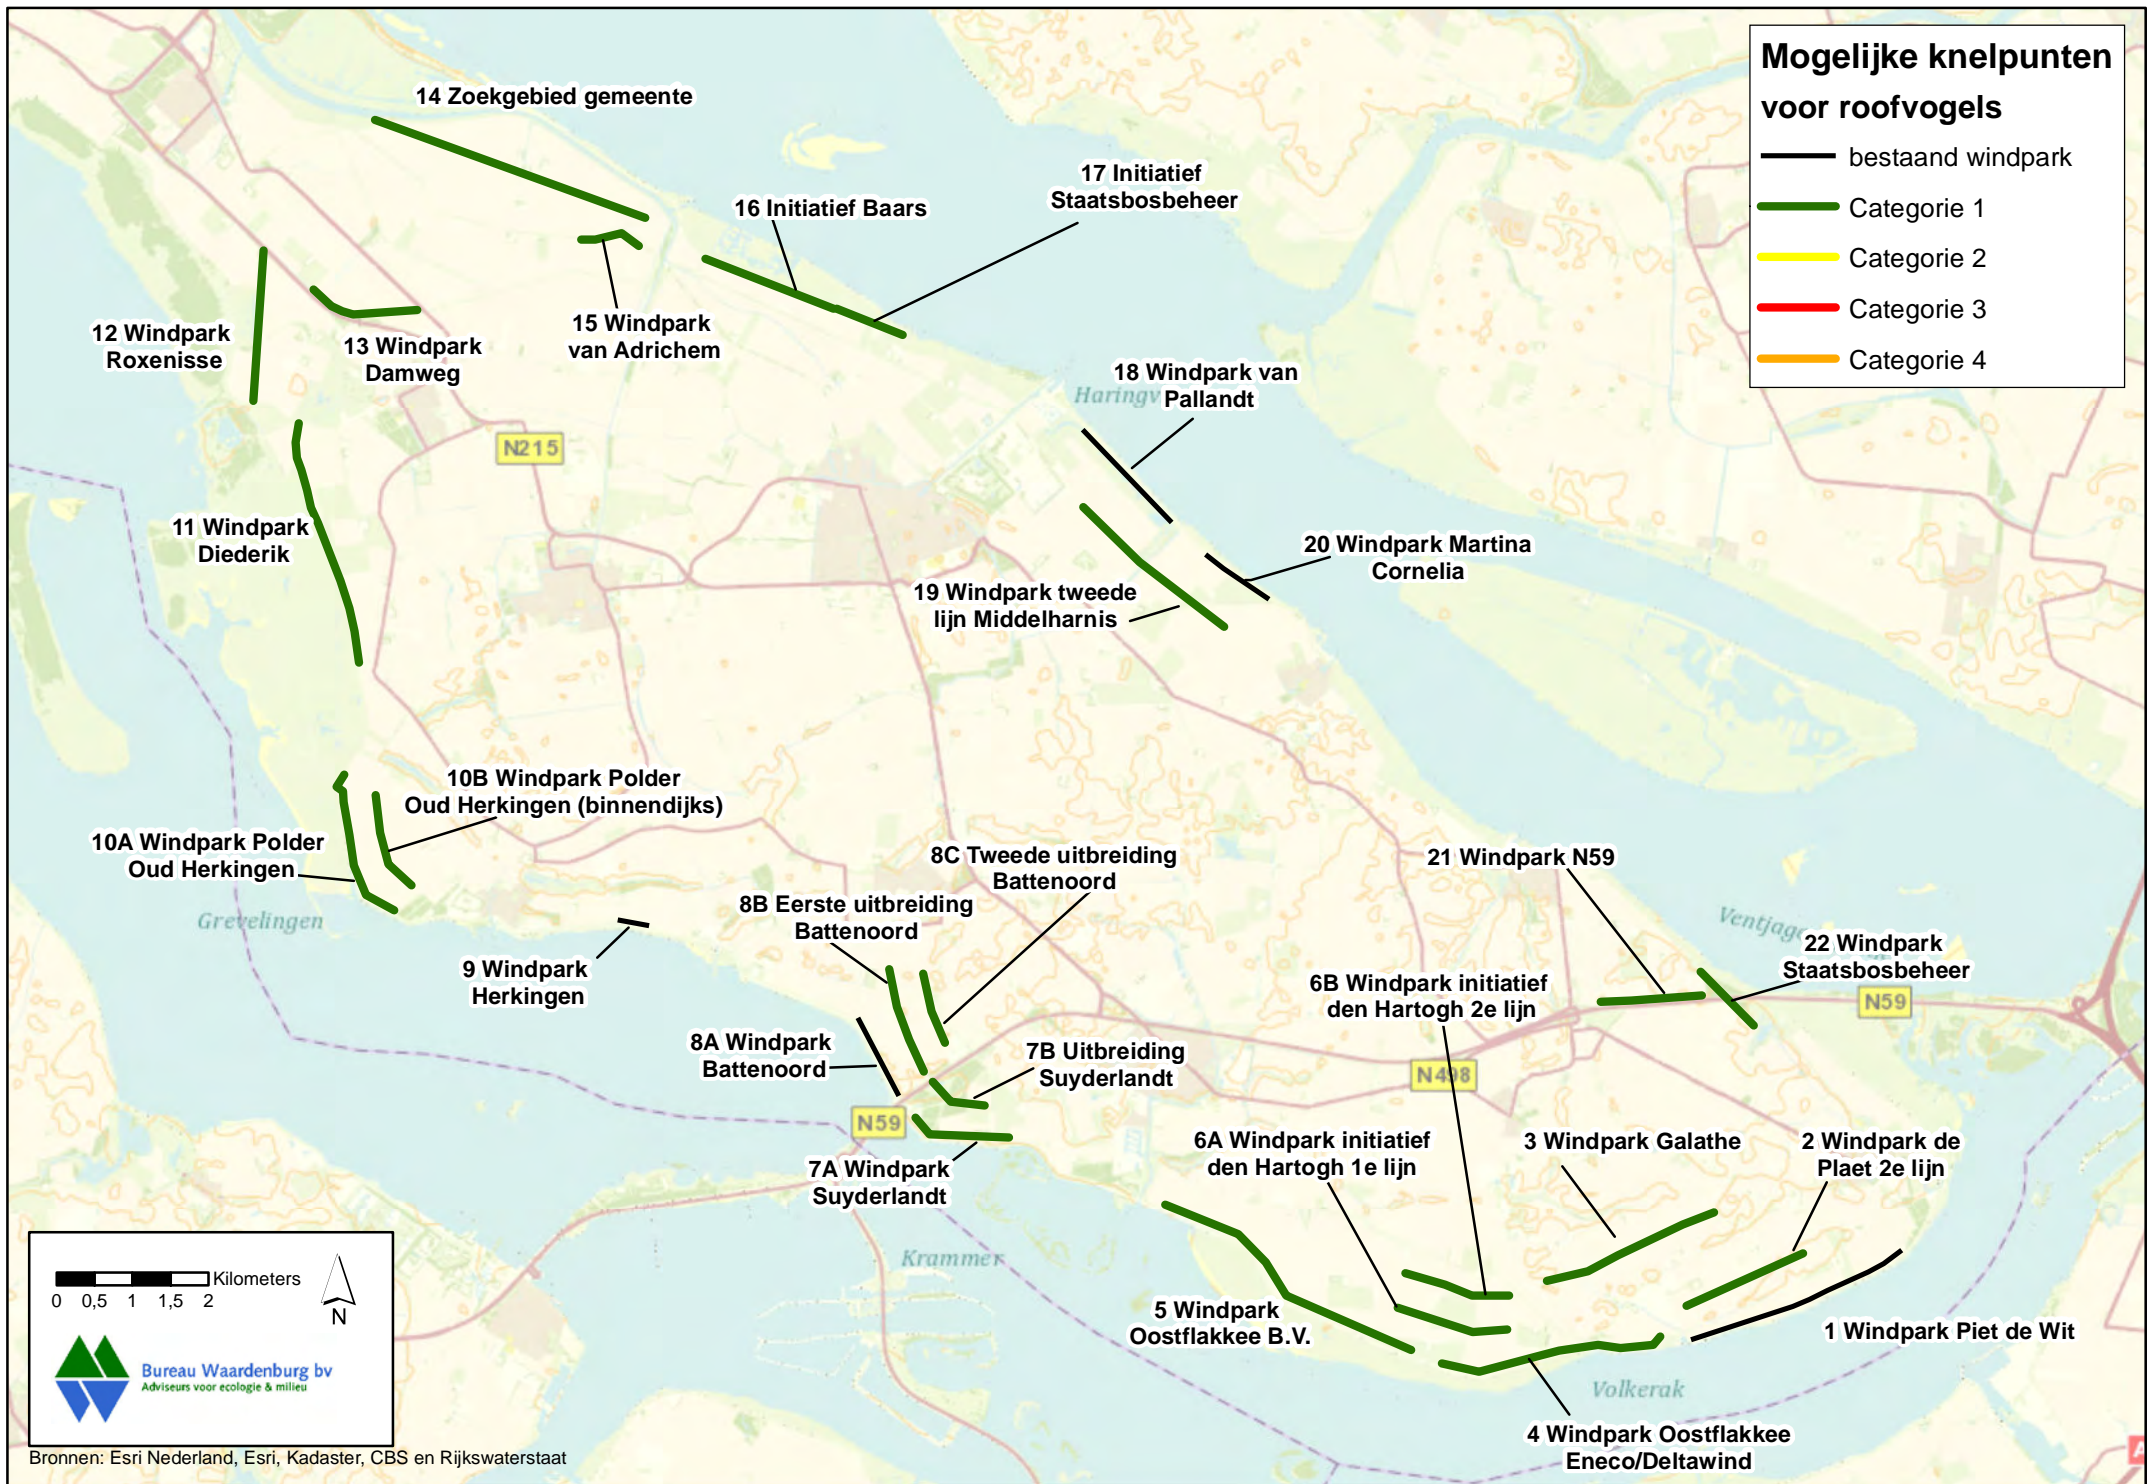 Mogelijke knelpunten
voor roofvogels
bestaand windpark
Categorie 1
Categorie 2
Categorie 3
Categorie 4
14 Zoekgebied gemeente
17 Initiatief
Staatsbosbeheer
16 Initiatief Baars
12 Windpark
Roxenisse
13 Windpark
Damweg
15 Windpark
van Adrichem
18 Windpark van
Pallandt
Haringv
N215
11 Windpark
Diederik
20 Windpark Martina
Cornelia
19 Windpark tweede
lijn Middelharnis
10B Windpark Polder
Oud Herkingen (binnendijks)
10A Windpark Polder
Oud Herkingen
Grevelingen
8C Tweede uitbreiding
Battenoord
8B Eerste uitbreiding
Battenoord
21 Windpark N59
Ventjag
22 Windpark
Staatsbosbeheer
N59
9 Windpark
Herkingen
6B Windpark initiatief
den Hartogh 2e lijn
8A Windpark
Battenoord
7B Uitbreiding
Suyderlandt
N498
N59
6A Windpark initiatief
den Hartogh 1e lijn
3 Windpark Galathe
2 Windpark de
Plaet 2e lijn
7A Windpark
Suyderlandt
Krammer
5 Windpark
Oostflakkee B.V.
1 Windpark Piet de Wit
Volkerak
4 Windpark Oostflakkee
Eneco/Deltawind
A
Kilometers
0 0,5 1 1,5 2
N
Bureau Waardenburg bv
Adviseurs voor ecologie & milieu
Bronnen: Esri Nederland, Esri, Kadaster, CBS en Rijkswaterstaat